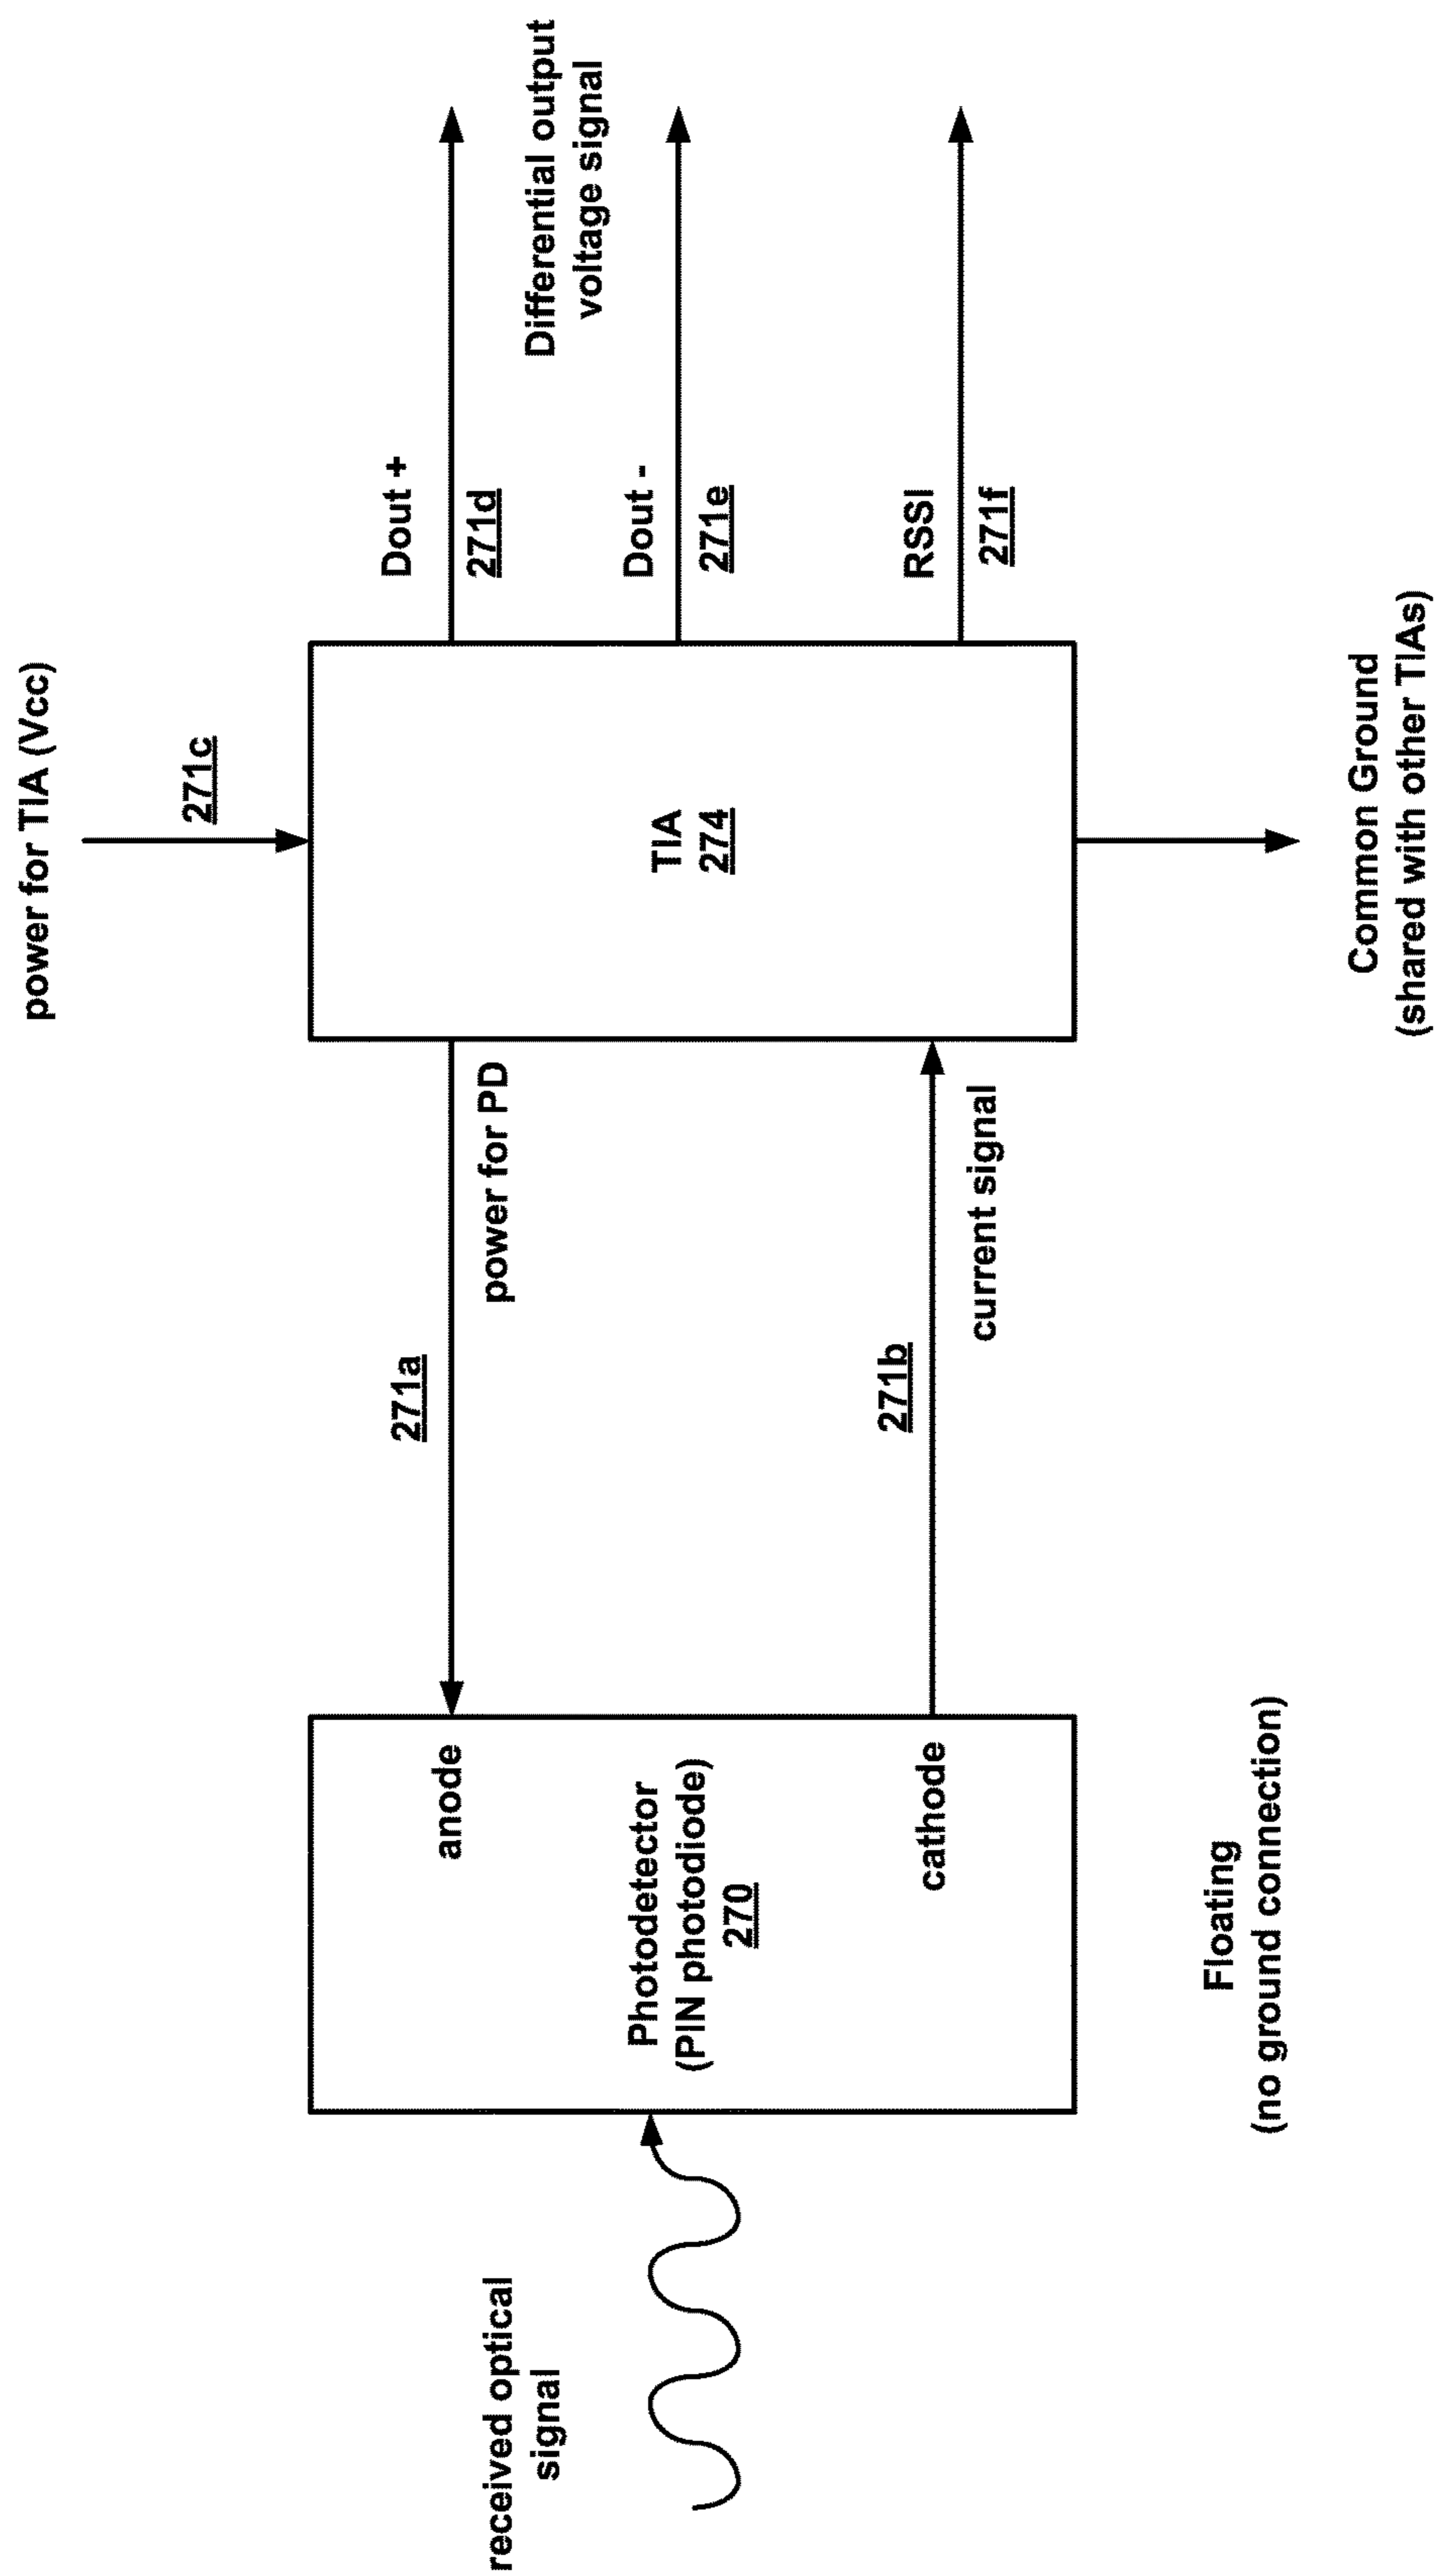 power for TIA (Vcc)
271c
Dout +
271d
Differential output
voltage signal
Dout -
271e
RSSI
271f
TIA
274
Common Ground
(shared with other TIAs)
271a
power for PD
271b
current signal
anode
Photodetector
(PIN photodiode)
270
cathode
Floating
(no ground connection)
received optical
signal